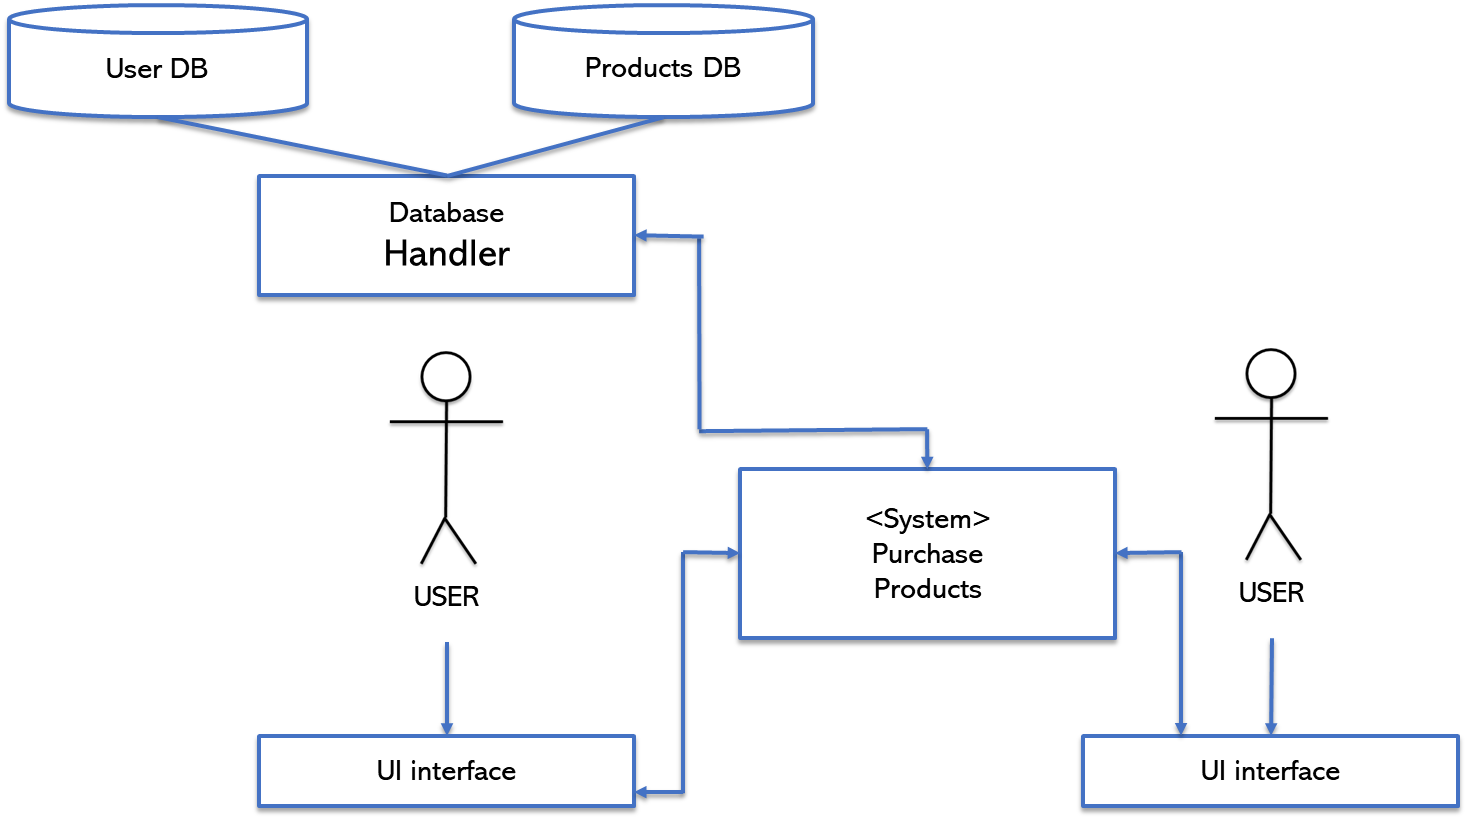 User DB
Products DB
Database
Handler
<System>
Purchase
Products
USER
USER
UI interface
UI interface